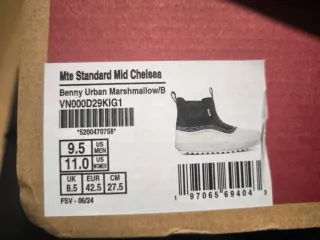 Mte Standard Mid Chelsea
Benny Urban Marshmallow/B
VN000D29KIG1
*5200470758*
9.5 US MEN
11.0 US WOMEN
UK EUR CM
8.5 42.5 27.5
FSV - 06/24
1 97065 69404 3